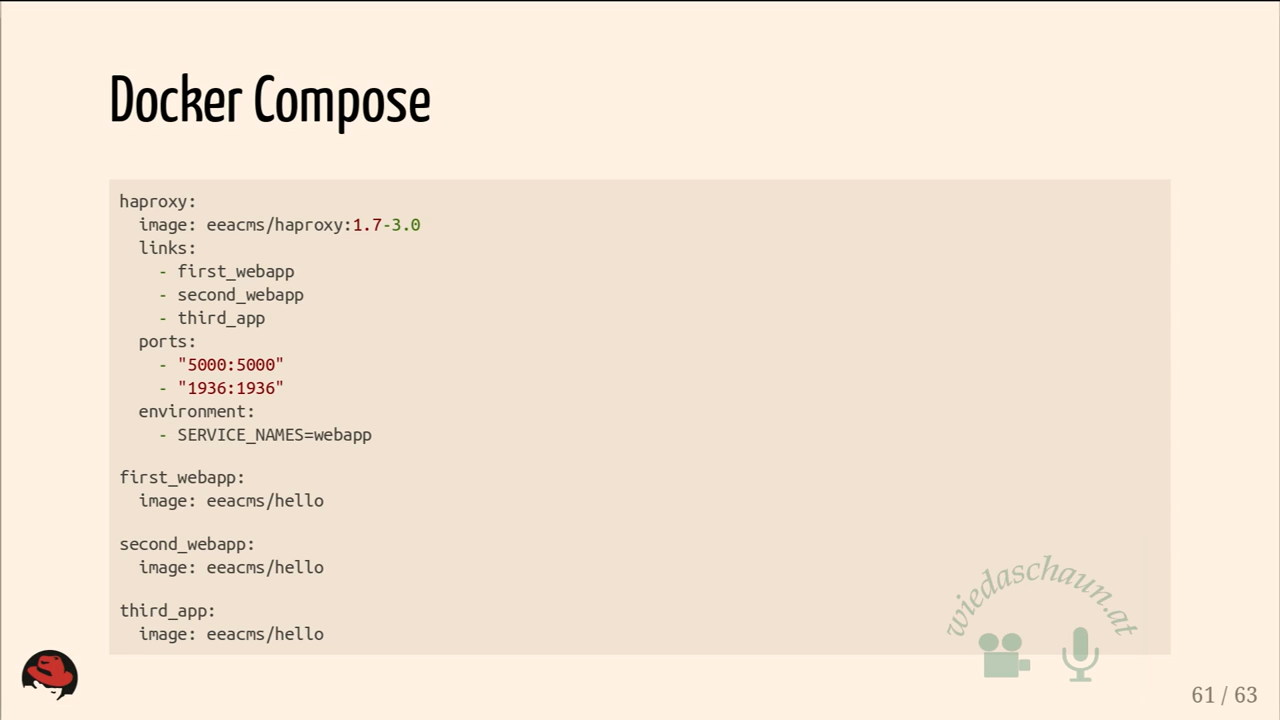 Docker Compose
haproxy:
  image: eeacms/haproxy:1.7-3.0
  links:
    - first_webapp
    - second_webapp
    - third_app
  ports:
    - "5000:5000"
    - "1936:1936"
  environment:
    - SERVICE_NAMES=webapp
first_webapp:
  image: eeacms/hello
second_webapp:
  image: eeacms/hello
third_app:
  image: eeacms/hello
wiedaschaun.at
61 / 63